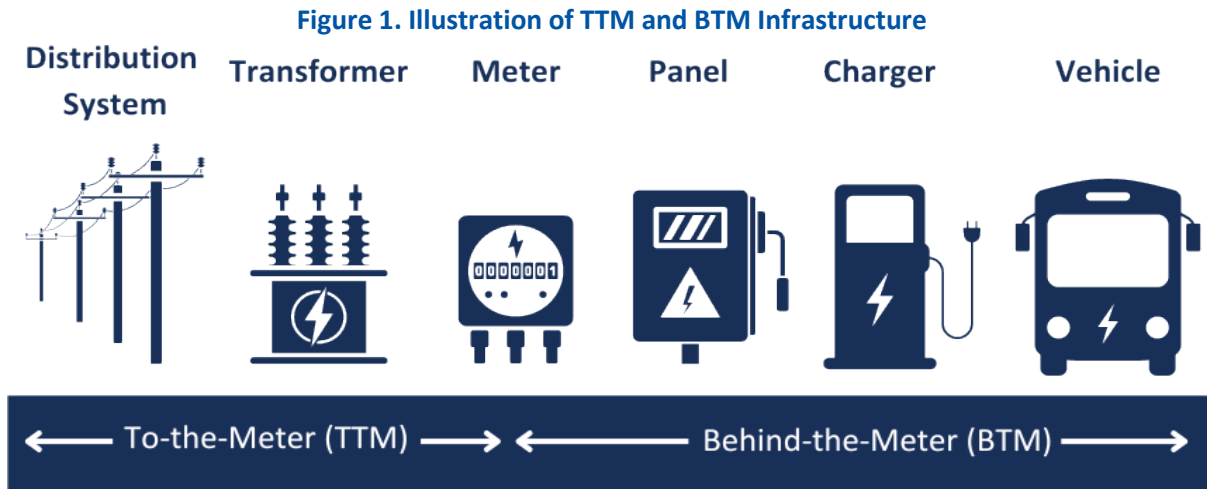 Figure 1. Illustration of TTM and BTM Infrastructure
Distribution
System
Transformer
Meter
Panel
Charger
Vehicle
0000001
To-the-Meter (TTM)
Behind-the-Meter (BTM)